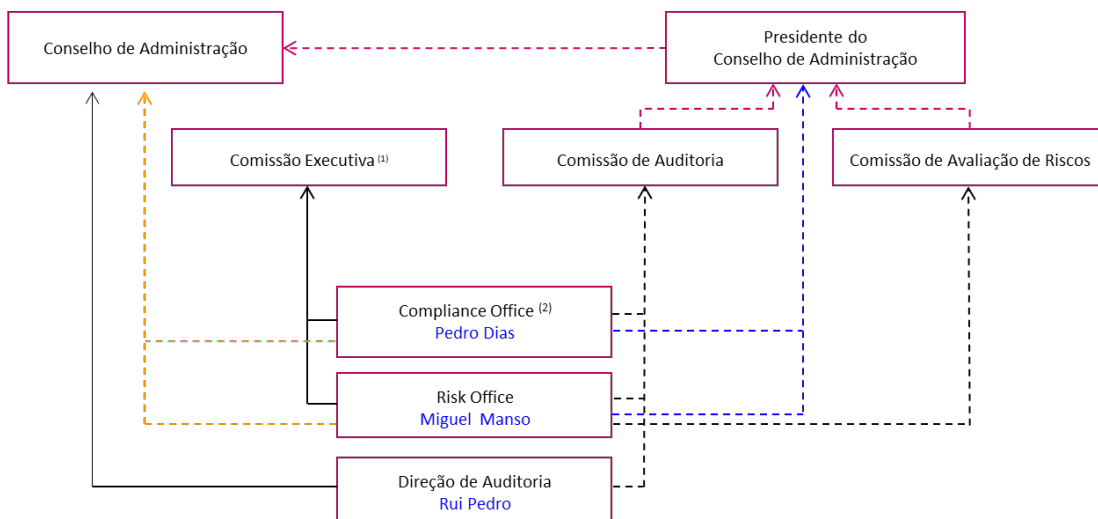 Conselho de Administração
Presidente do
Conselho de Administração
Comissão Executiva (1)
Comissão de Auditoria
Comissão de Avaliação de Riscos
Compliance Office (2)
Pedro Dias
Risk Office
Miguel Manso
Direção de Auditoria
Rui Pedro